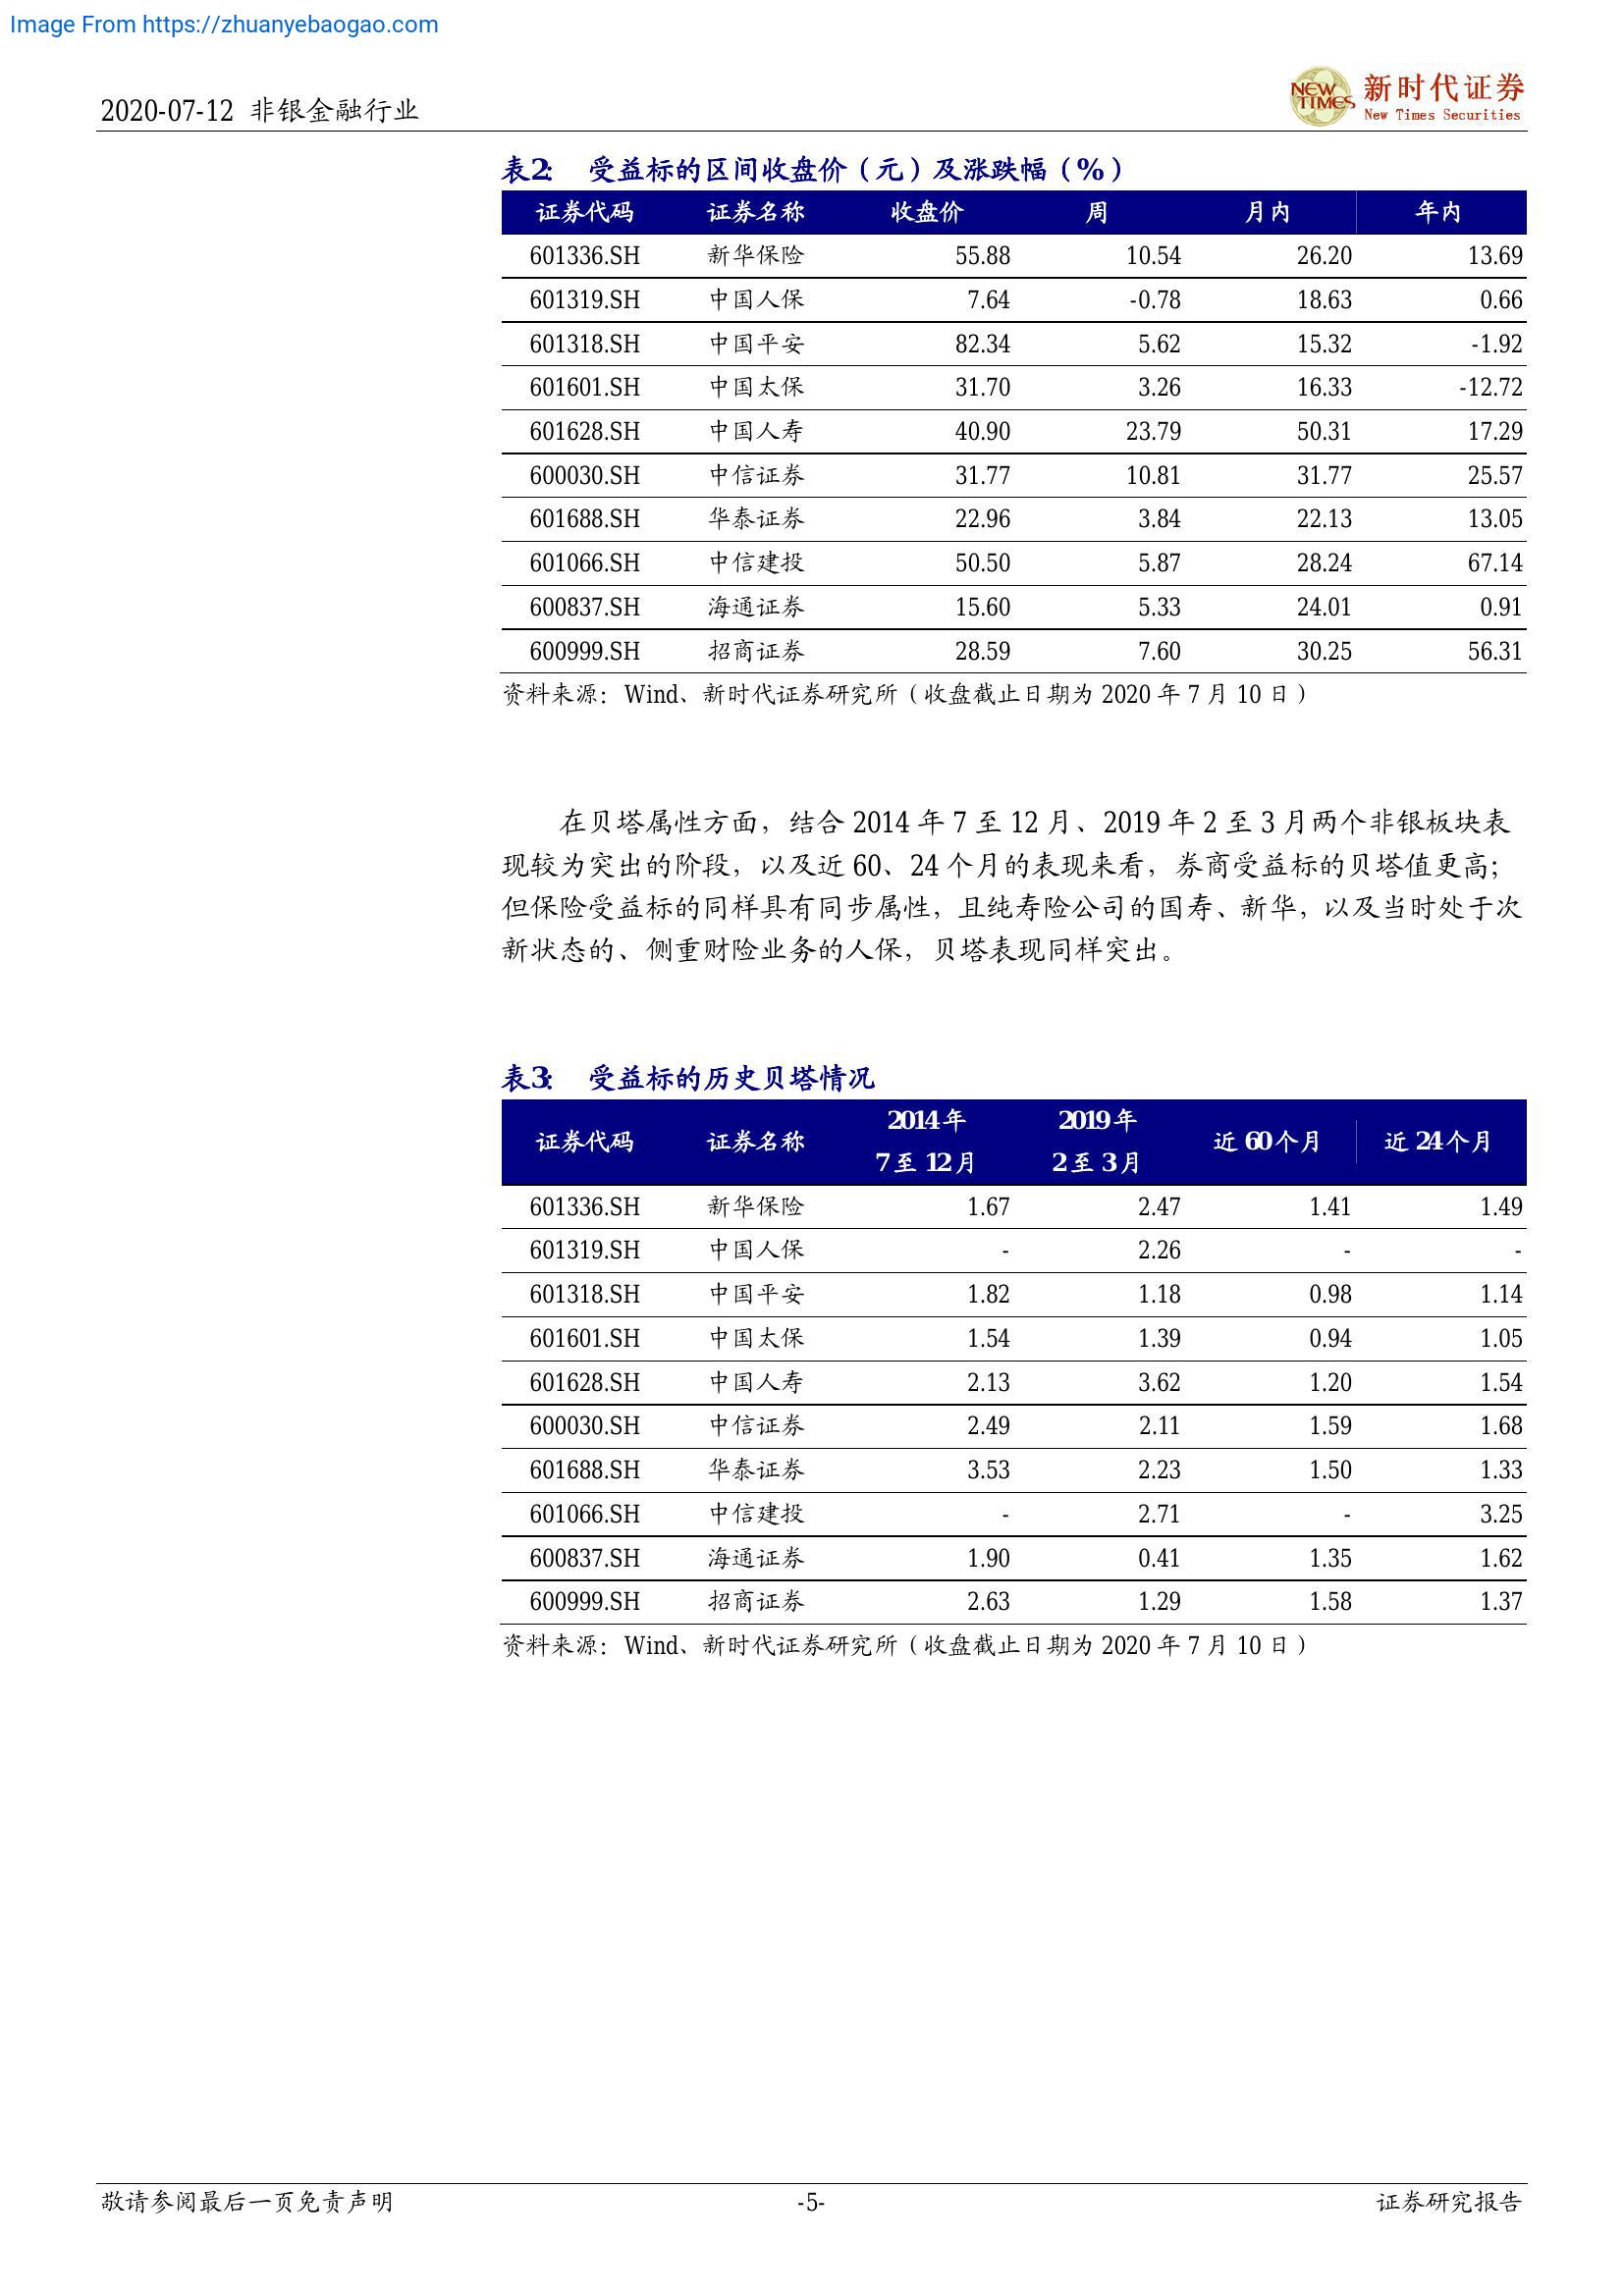 Image From https://zhuanyebaogao.com
2020-07-12 非银金融行业
NEW TIMES 新时代证券
New Times Securities
表2: 受益标的区间收盘价（元）及涨跌幅（%）
证券代码 证券名称 收盘价 周 月内 年内
601336.SH 新华保险 55.88 10.54 26.20 13.69
601319.SH 中国人保 7.64 -0.78 18.63 0.66
601318.SH 中国平安 82.34 5.62 15.32 -1.92
601601.SH 中国太保 31.70 3.26 16.33 -12.72
601628.SH 中国人寿 40.90 23.79 50.31 17.29
600030.SH 中信证券 31.77 10.81 31.77 25.57
601688.SH 华泰证券 22.96 3.84 22.13 13.05
601066.SH 中信建投 50.50 5.87 28.24 67.14
600837.SH 海通证券 15.60 5.33 24.01 0.91
600999.SH 招商证券 28.59 7.60 30.25 56.31
资料来源：Wind、新时代证券研究所（收盘截止日期为 2020 年 7 月 10 日）
在贝塔属性方面，结合 2014 年 7 至 12 月、2019 年 2 至 3 月两个非银板块表
现较为突出的阶段，以及近 60、24 个月的表现来看，券商受益标的贝塔值更高；
但保险受益标的同样具有同步属性，且纯寿险公司的国寿、新华，以及当时处于次
新状态的、侧重财险业务的人保，贝塔表现同样突出。
表3: 受益标的历史贝塔情况
证券代码 证券名称 2014年 7至12月 2019年 2至3月 近60个月 近24个月
601336.SH 新华保险 1.67 2.47 1.41 1.49
601319.SH 中国人保 - 2.26 - -
601318.SH 中国平安 1.82 1.18 0.98 1.14
601601.SH 中国太保 1.54 1.39 0.94 1.05
601628.SH 中国人寿 2.13 3.62 1.20 1.54
600030.SH 中信证券 2.49 2.11 1.59 1.68
601688.SH 华泰证券 3.53 2.23 1.50 1.33
601066.SH 中信建投 - 2.71 - 3.25
600837.SH 海通证券 1.90 0.41 1.35 1.62
600999.SH 招商证券 2.63 1.29 1.58 1.37
资料来源：Wind、新时代证券研究所（收盘截止日期为 2020 年 7 月 10 日）
敬请参阅最后一页免责声明 -5- 证券研究报告